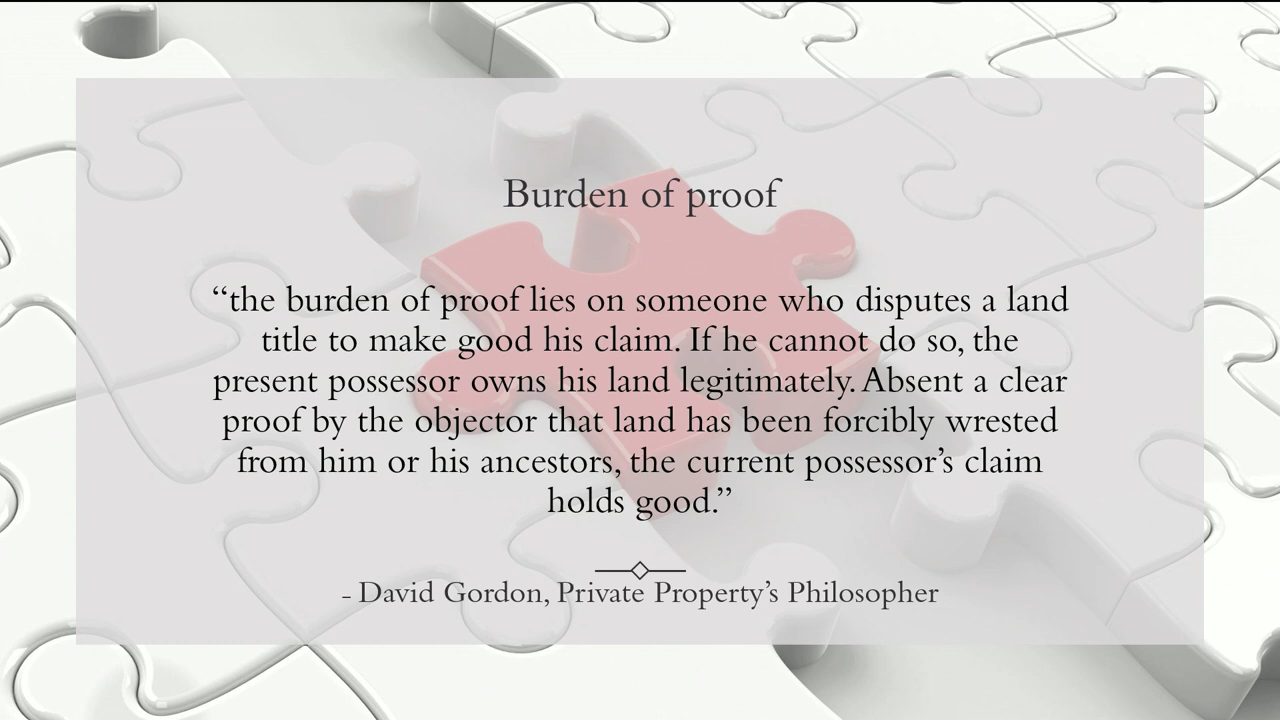 Burden of proof
“the burden of proof lies on someone who disputes a land
title to make good his claim. If he cannot do so, the
present possessor owns his land legitimately. Absent a clear
proof by the objector that land has been forcibly wrested
from him or his ancestors, the current possessor’s claim
holds good.”
- David Gordon, Private Property’s Philosopher